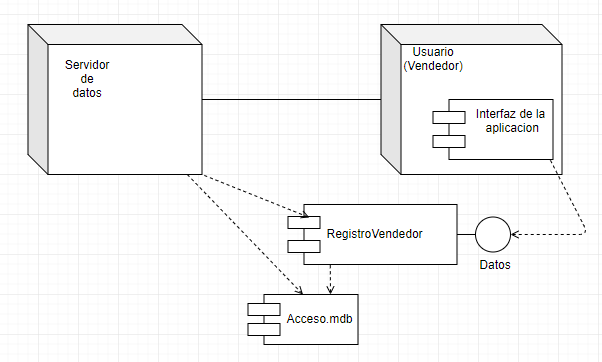 Servidor
de
datos
Usuario
(Vendedor)
Interfaz de la
aplicacion
RegistroVendedor
Datos
Acceso.mdb